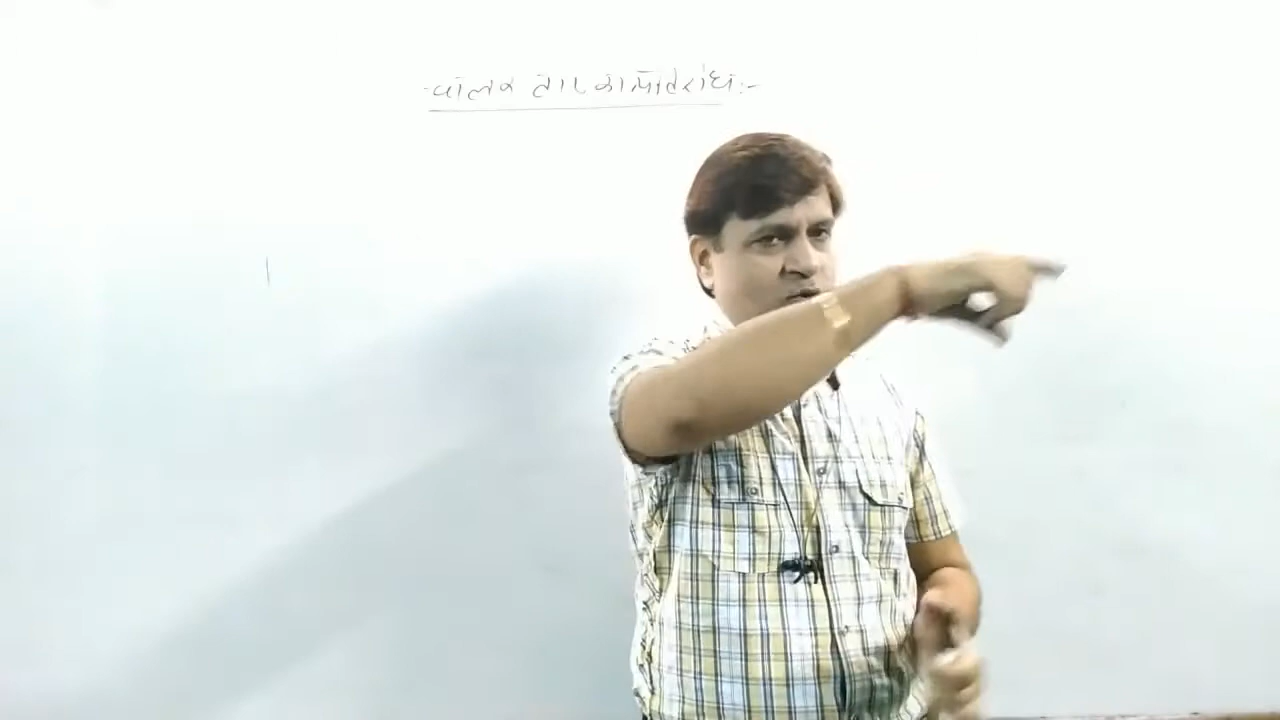 चालक तार का प्रतिरोध :-